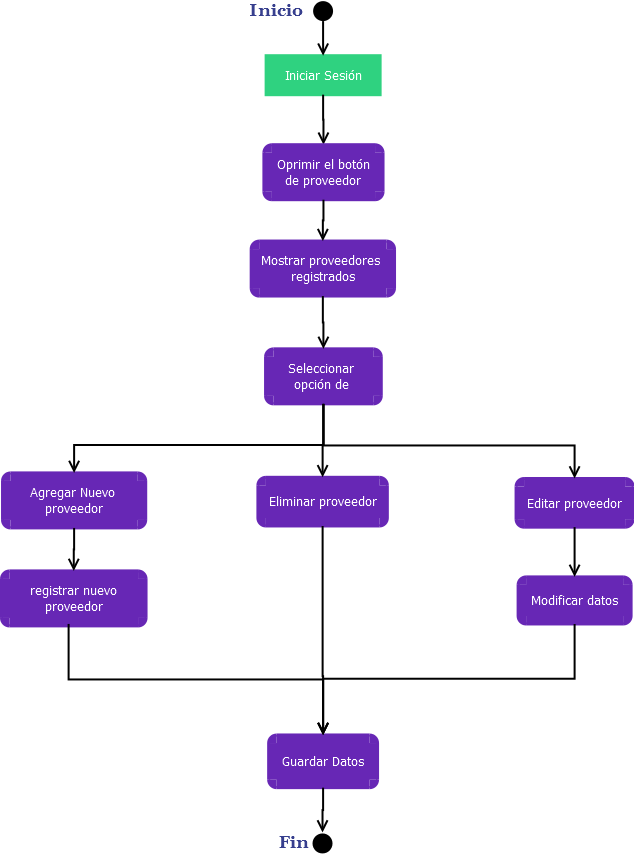 Inicio
Iniciar Sesión
Oprimir el botón
de proveedor
Mostrar proveedores
registrados
Seleccionar
opción de
Agregar Nuevo
proveedor
Eliminar proveedor
Editar proveedor
registrar nuevo
proveedor
Modificar datos
Guardar Datos
Fin